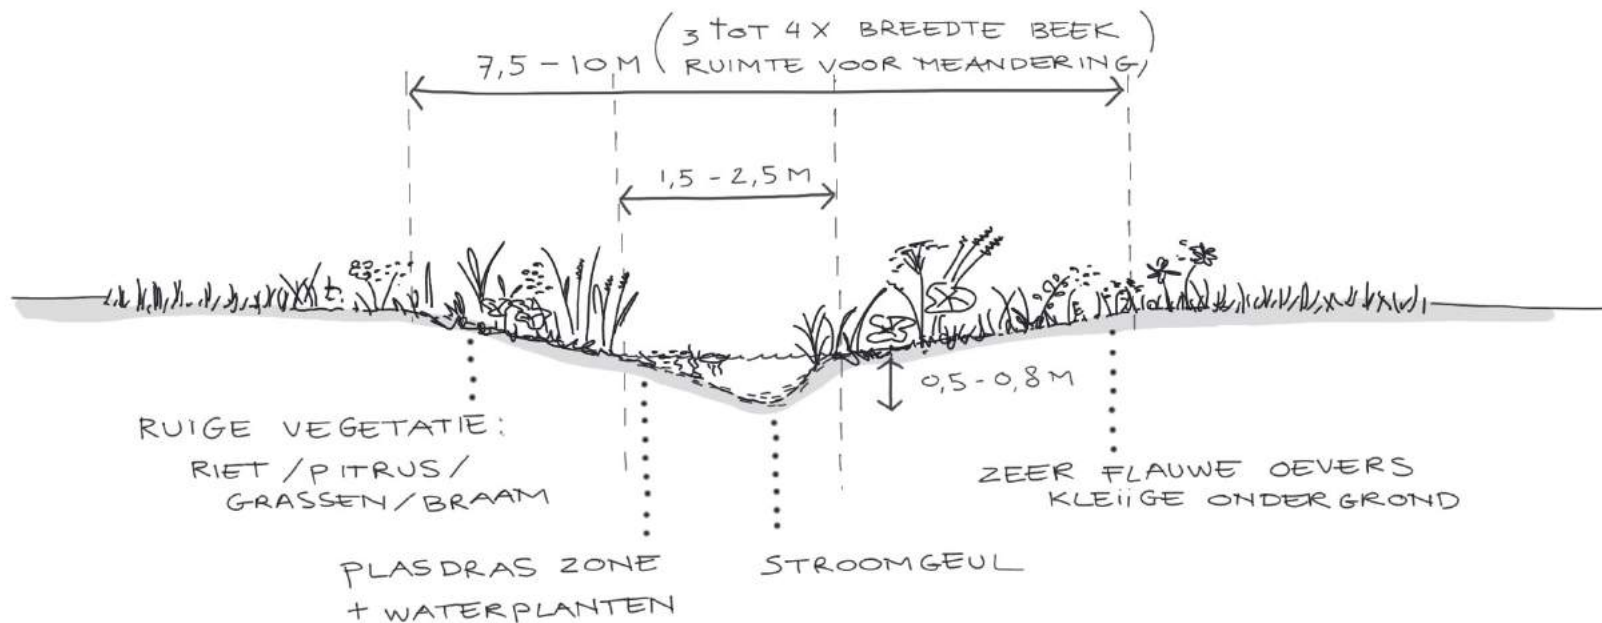 3 tot 4 X BREEDTE BEEK
7,5 - 10 M ( RUIMTE VOOR MEANDERING )
1,5 - 2,5 M
0,5 - 0,8 M
RUIGE VEGETATIE:
RIET / PITRUS /
GRASSEN / BRAAM
ZEER FLAUWE OEVERS
KLEIIGE ONDERGROND
PLASDRAS ZONE
+ WATERPLANTEN
STROOMGEUL